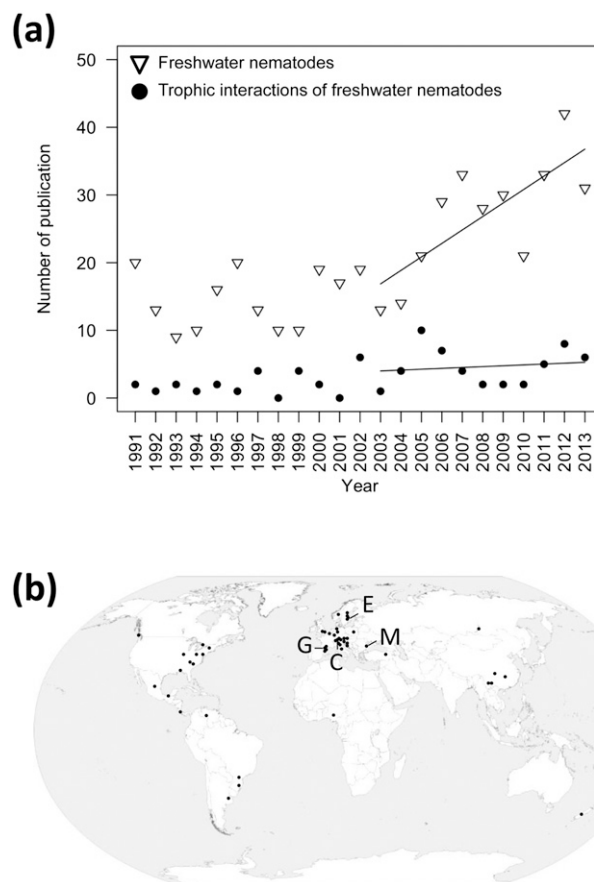 (a)
Freshwater nematodes
Trophic interactions of freshwater nematodes
Number of publication
50
40
30
20
10
0
1991
1992
1993
1994
1995
1996
1997
1998
1999
2000
2001
2002
2003
2004
2005
2006
2007
2008
2009
2010
2011
2012
2013
Year
(b)
E
G
M
C